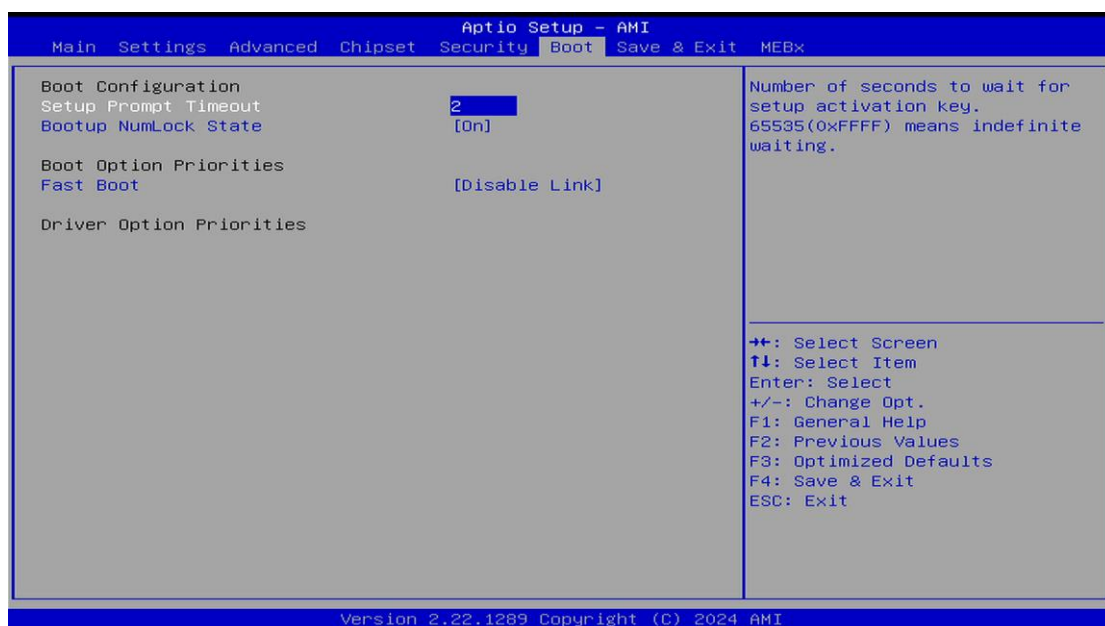 Aptio Setup – AMI
Main Settings Advanced Chipset Security Boot Save & Exit MEBx
Boot Configuration
Setup Prompt Timeout 2
Bootup NumLock State [On]
Boot Option Priorities
Fast Boot [Disable Link]
Driver Option Priorities
Number of seconds to wait for
setup activation key.
65535(0xFFFF) means indefinite
waiting.
→←: Select Screen
↑↓: Select Item
Enter: Select
+/-: Change Opt.
F1: General Help
F2: Previous Values
F3: Optimized Defaults
F4: Save & Exit
ESC: Exit
Version 2.22.1289 Copyright (C) 2024 AMI